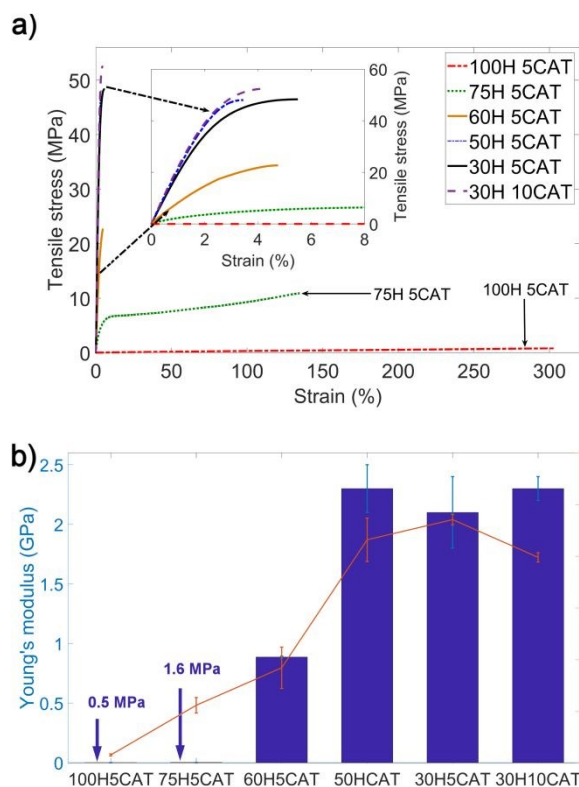 a)
Tensile stress (MPa)
50
40
30
20
10
0
0
50
100
150
200
250
300
Strain (%)
60
40
20
0
Tensile stress (MPa)
0
2
4
6
8
Strain (%)
100H 5CAT
75H 5CAT
60H 5CAT
50H 5CAT
30H 5CAT
30H 10CAT
75H 5CAT
100H 5CAT
b)
Young's modulus (GPa)
2.5
2
1.5
1
0.5
0
0.5 MPa
1.6 MPa
100H5CAT
75H5CAT
60H5CAT
50HCAT
30H5CAT
30H10CAT